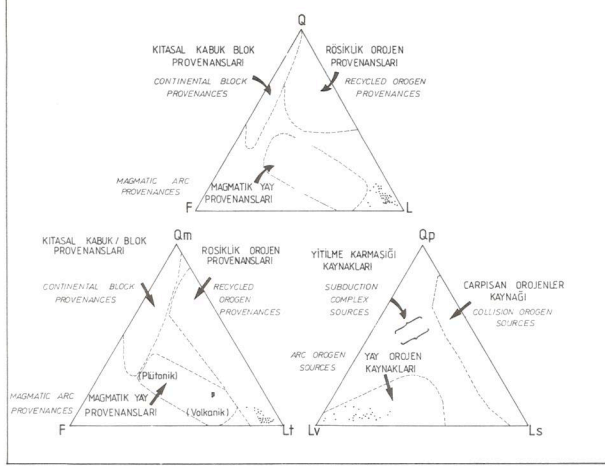 Q
KITASAL KABUK BLOK
PROVENANSLARI
CONTINENTAL BLOCK
PROVENANCES
RÖSİKLİK OROJEN
PROVENANSLARI
RECYCLED OROGEN
PROVENANCES
MAGMATIC ARC
PROVENANCES
MAGMATİK YAY
PROVENANSLARI
F
L
Qm
KITASAL KABUK / BLOK
PROVENANSLARI
CONTINENTAL BLOCK
PROVENANCES
ROSİKLİK OROJEN
PROVENANSLARI
RECYCLED
OROGEN
PROVENANCES
(Plütonik)
MAGMATIC ARC
PROVENANCES
MAGMATİK YAY
PROVENANSLARI
(Volkanik)
F
Lt
Qp
YİTİLME KARMAŞIĞI
KAYNAKLARI
SUBDUCTION
COMPLEX
SOURCES
ÇARPIŞAN OROJENLER
KAYNAĞI
COLLISION OROGEN
SOURCES
ARC OROGEN
SOURCES
YAY OROJEN
KAYNAKLARI
Lv
Ls